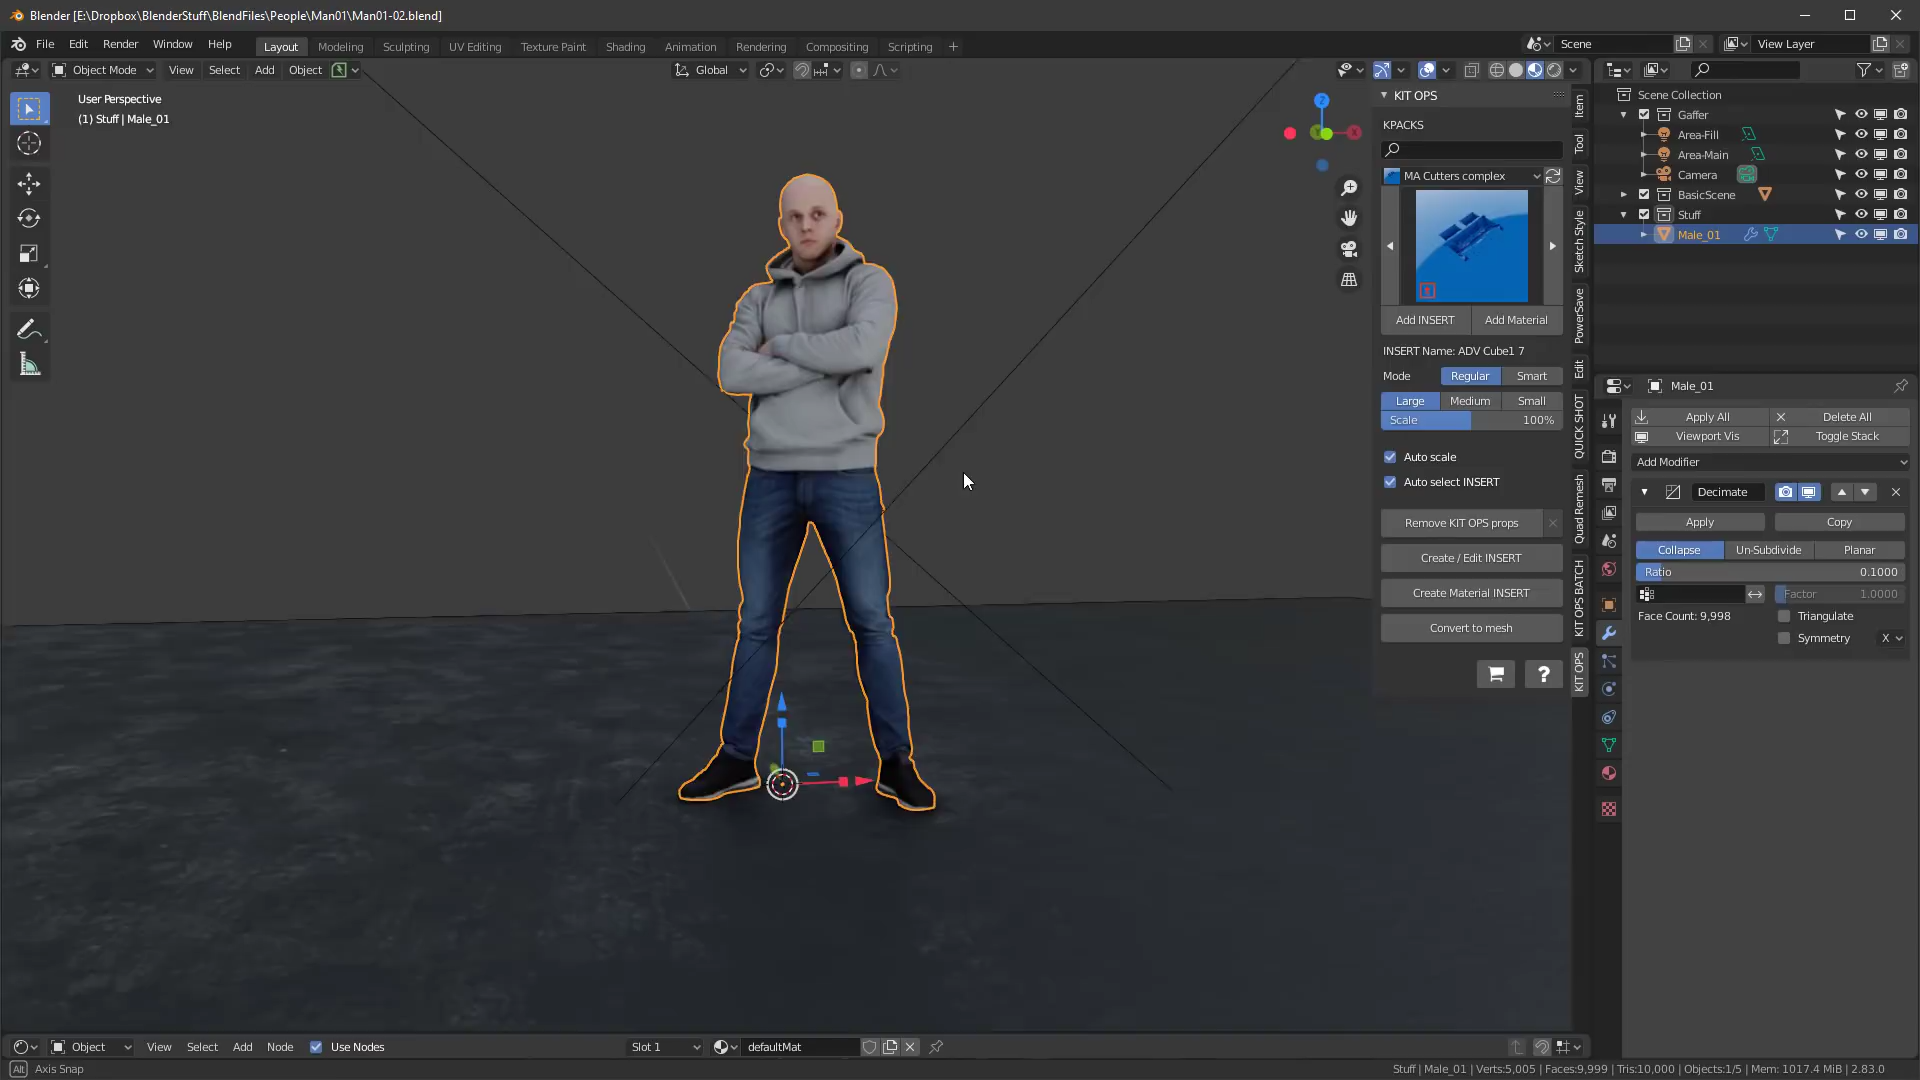 Blender [E:\Dropbox\BlenderStuff\BlendFiles\People\Man01\Man01-02.blend]
File Edit Render Window Help Layout Modeling Sculpting UV Editing Texture Paint Shading Animation Rendering Compositing Scripting + Scene View Layer
Object Mode View Select Add Object Global
User Perspective
(1) Stuff | Male_01
Z
X
KIT OPS
KPACKS
MA Cutters complex
Add INSERT Add Material
INSERT Name: ADV Cube1 7
Mode Regular Smart
Large Medium Small
Scale 100%
Auto scale
Auto select INSERT
Remove KIT OPS props
Create / Edit INSERT
Create Material INSERT
Convert to mesh
?
Item
Tool
View
Sketch Style
PowerSave
Edit
QUICK SHOT
Quad Remesh
KIT OPS BATCH
KIT OPS
Scene Collection
Gaffer
Area-Fill
Area-Main
Camera
BasicScene
Stuff
Male_01
Male_01
Apply All Delete All
Viewport Vis Toggle Stack
Add Modifier
Decimate
Apply Copy
Collapse Un-Subdivide Planar
Ratio 0.1000
Factor 1.0000
Face Count: 9,998 Triangulate
Symmetry X
Object View Select Add Node Use Nodes Slot 1 defaultMat
Alt Axis Snap
Stuff | Male_01 | Verts:5,005 | Faces:9,999 | Tris:10,000 | Objects:1/5 | Mem: 1017.4 MiB | 2.83.0